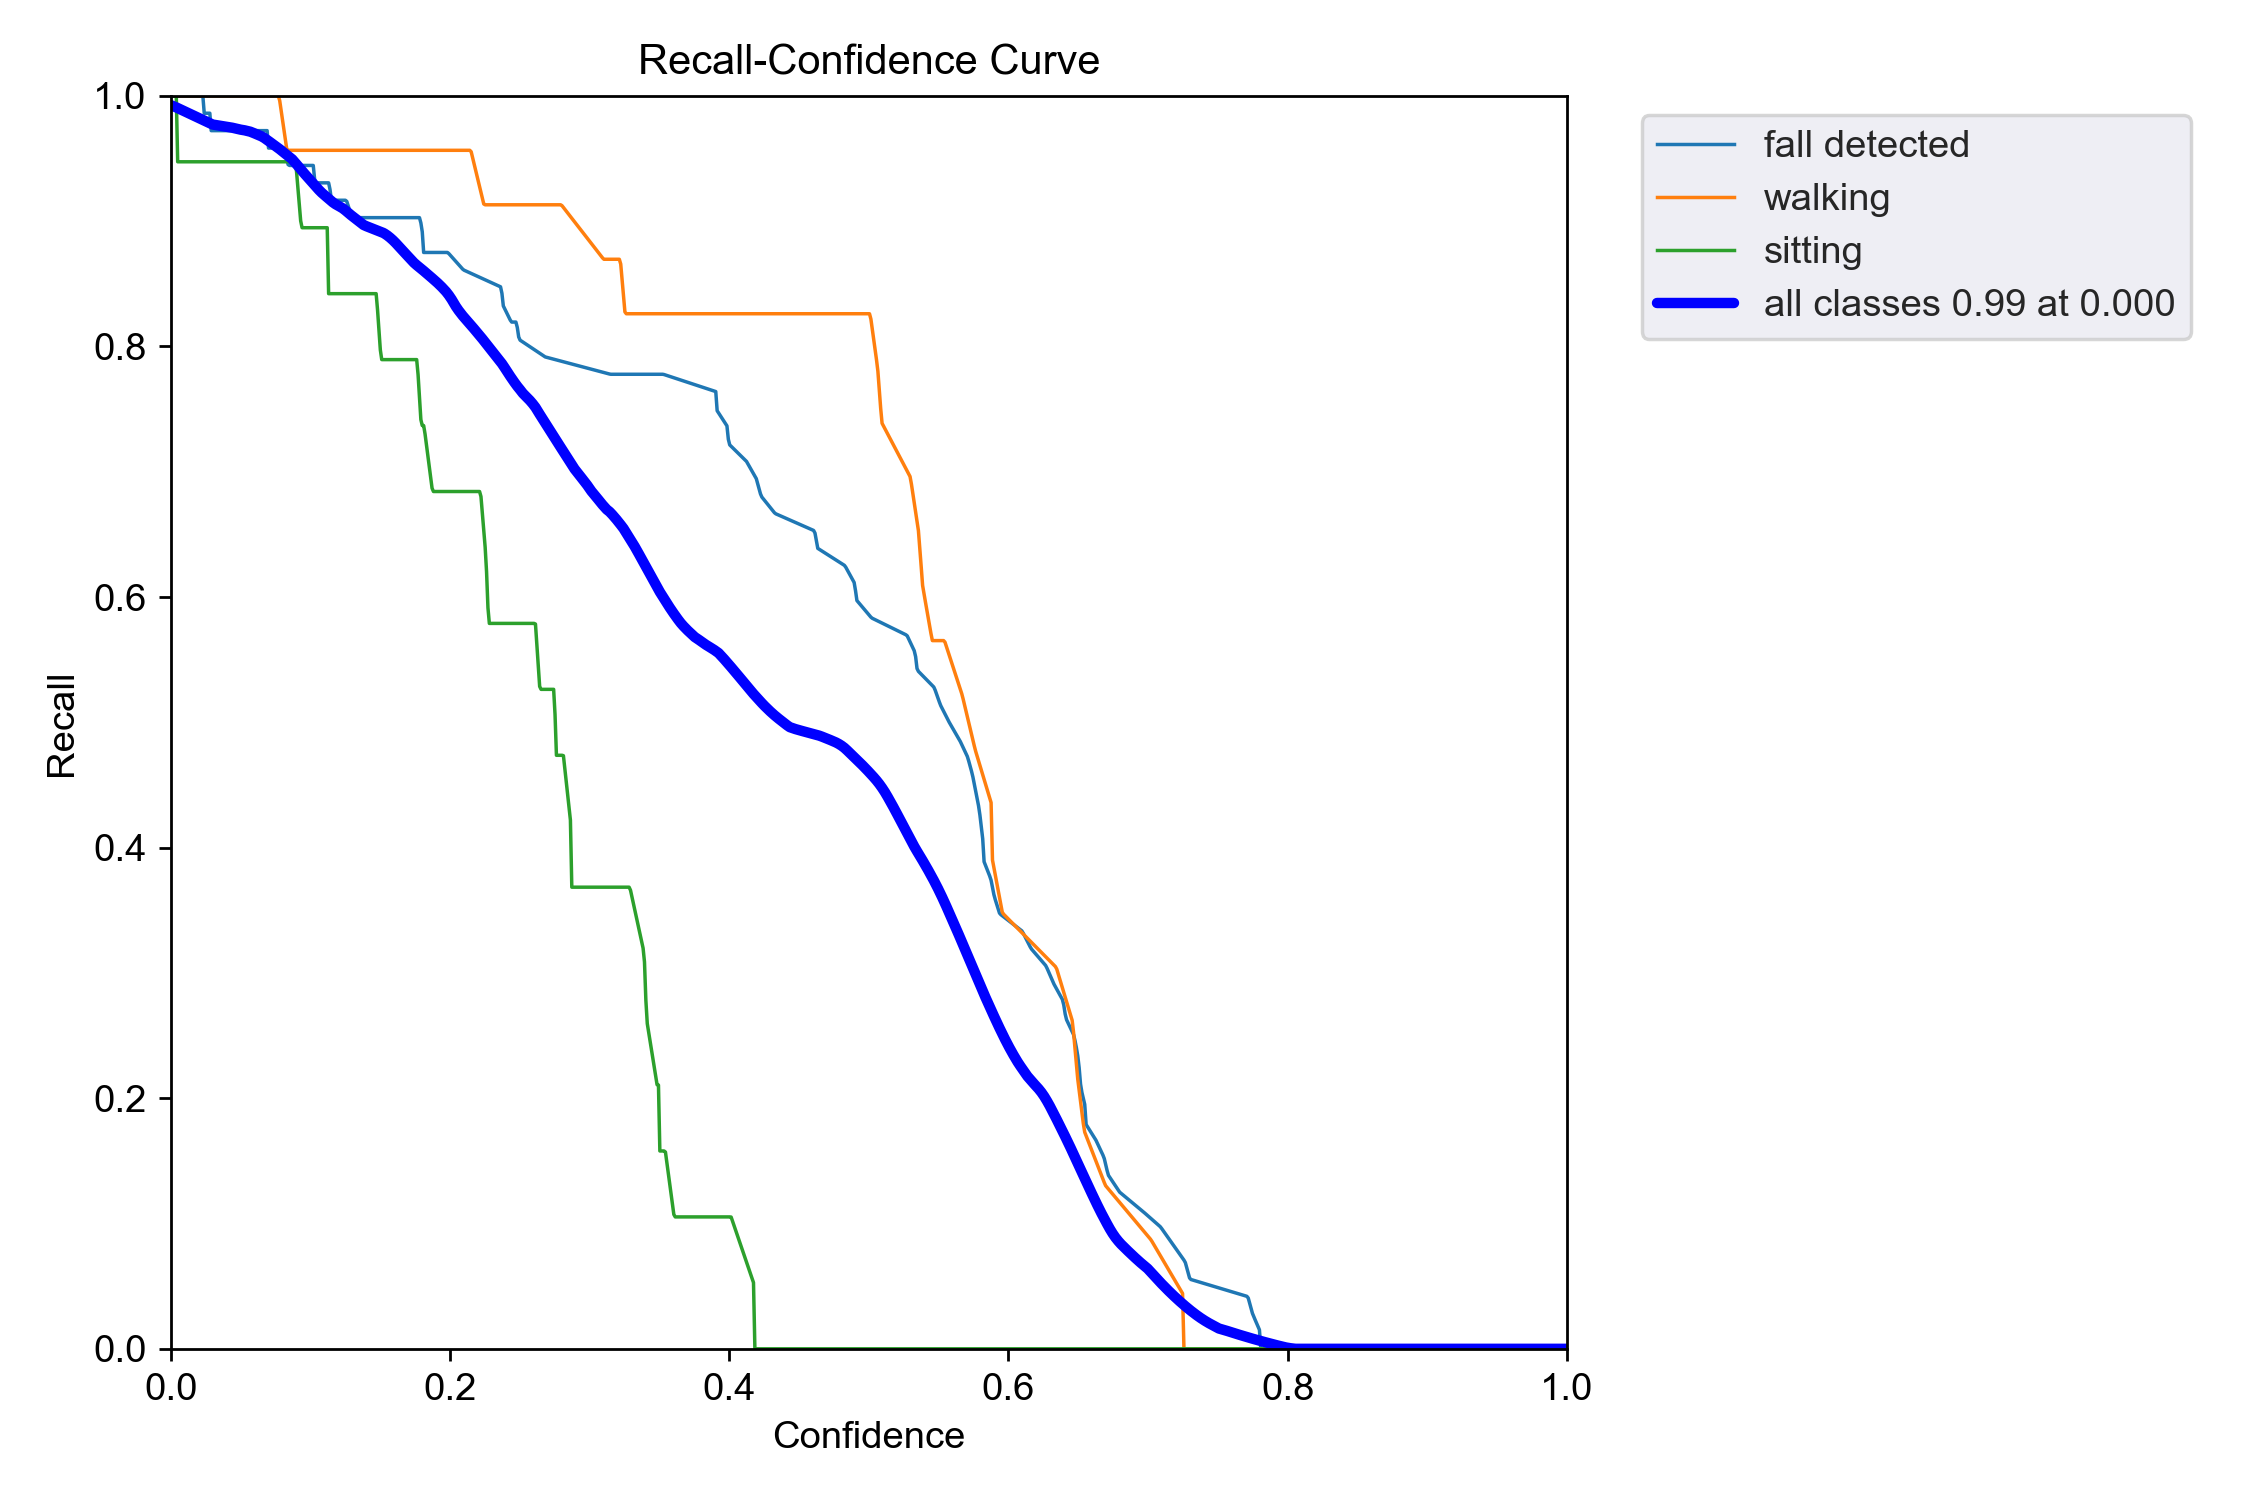 Recall-Confidence Curve
1.0
0.8
0.6
0.4
0.2
0.0
Recall
0.0 0.2 0.4 0.6 0.8 1.0
Confidence
fall detected
walking
sitting
all classes 0.99 at 0.000